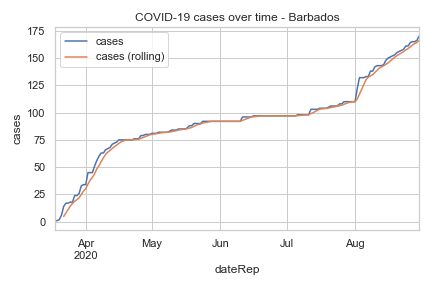 COVID-19 cases over time - Barbados
cases
cases (rolling)
175
150
125
100
75
50
25
0
cases
Apr
2020
May
Jun
Jul
Aug
dateRep